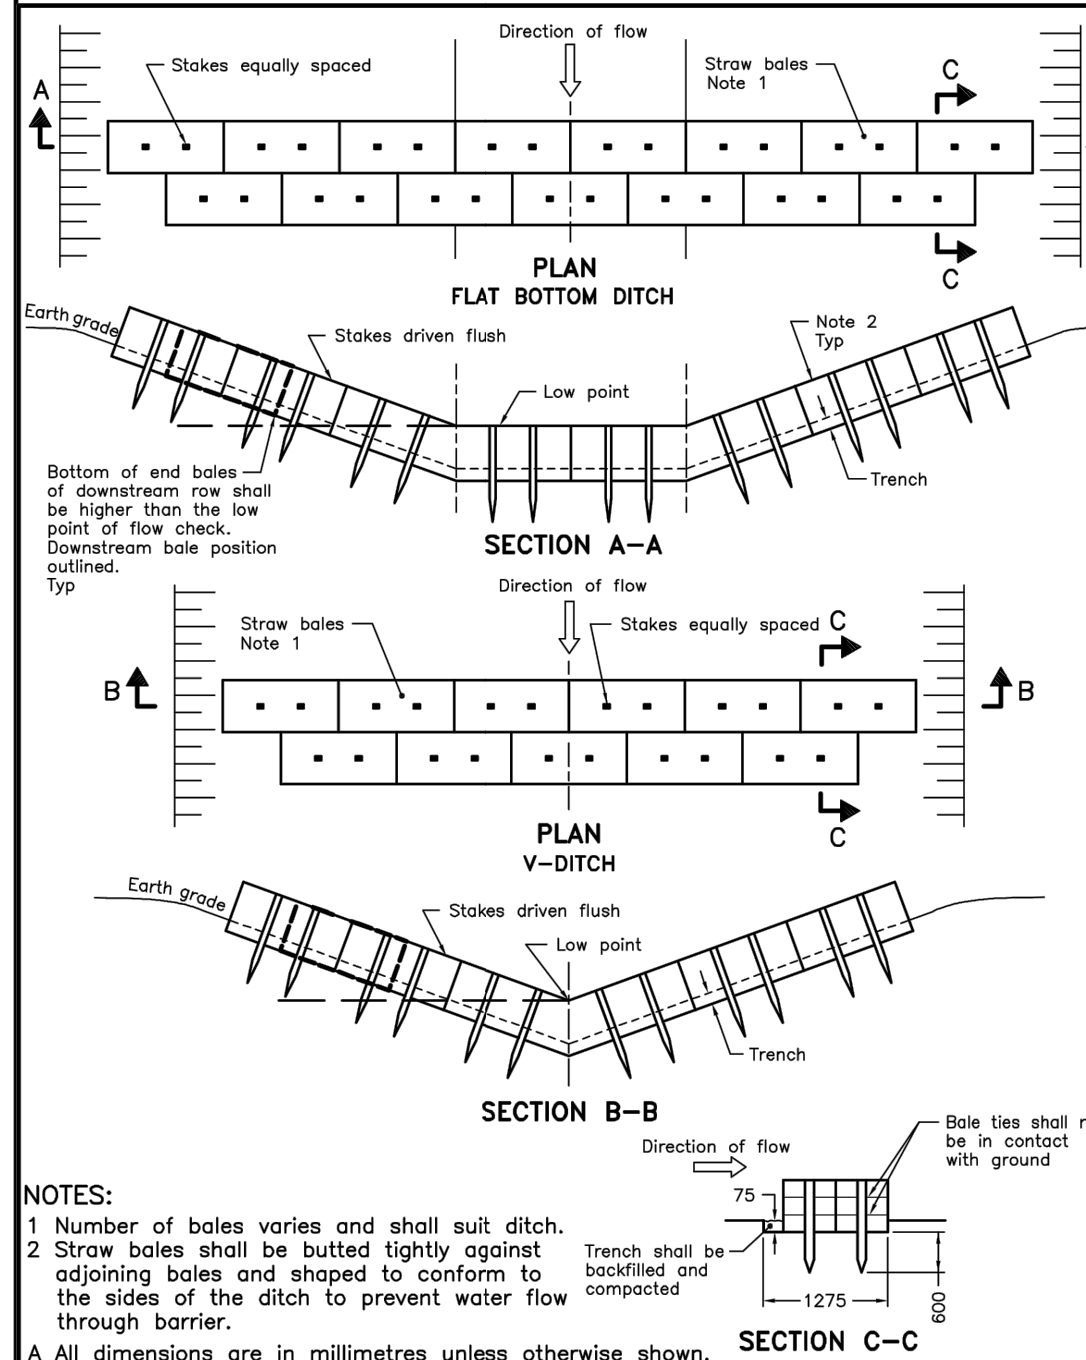 Direction of flow
Stakes equally spaced
Straw bales
Note 1
A
C
C
PLAN
FLAT BOTTOM DITCH
Earth grade
Stakes driven flush
Note 2
Typ
Low point
Trench
Bottom of end bales
of downstream row shall
be higher than the low
point of flow check.
Downstream bale position
outlined.
Typ
SECTION A-A
Direction of flow
Straw bales
Note 1
Stakes equally spaced
C
B
B
C
PLAN
V-DITCH
Earth grade
Stakes driven flush
Low point
Trench
SECTION B-B
Direction of flow
Bale ties shall
be in contact
with ground
75
Trench shall be
backfilled and
compacted
1275
600
SECTION C-C
NOTES:
1 Number of bales varies and shall suit ditch.
2 Straw bales shall be butted tightly against
adjoining bales and shaped to conform to
the sides of the ditch to prevent water flow
through barrier.
A All dimensions are in millimetres unless otherwise shown.